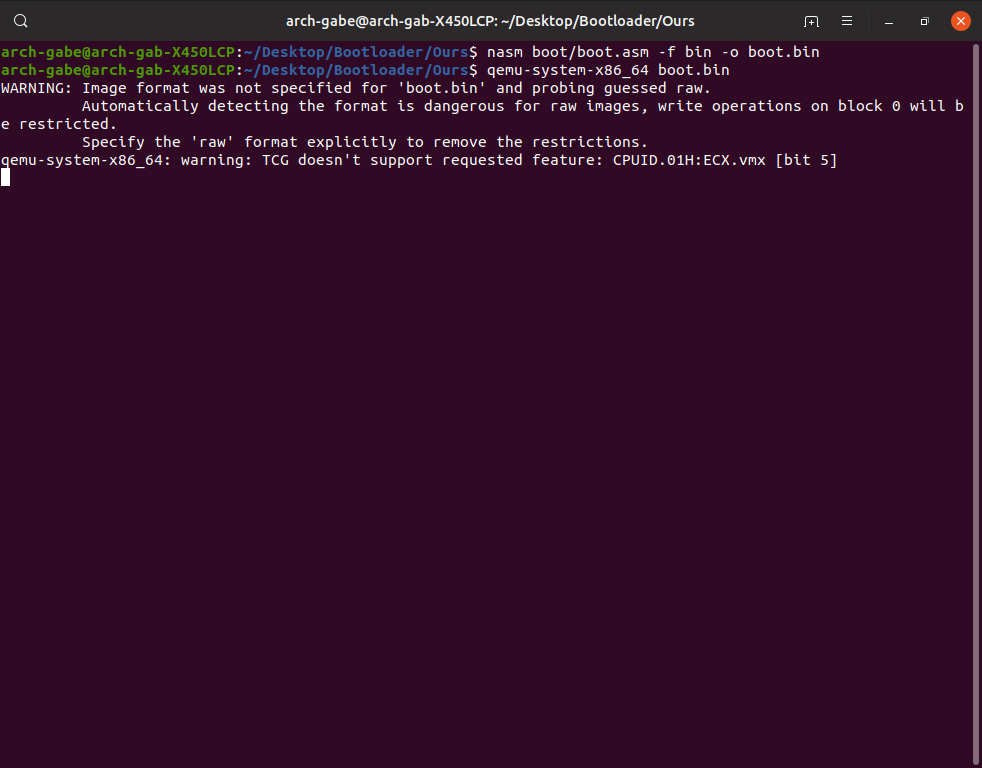 arch-gabe@arch-gab-X450LCP: ~/Desktop/Bootloader/Ours
arch-gabe@arch-gab-X450LCP:~/Desktop/Bootloader/Ours$ nasm boot/boot.asm -f bin -o boot.bin
arch-gabe@arch-gab-X450LCP:~/Desktop/Bootloader/Ours$ qemu-system-x86_64 boot.bin
WARNING: Image format was not specified for 'boot.bin' and probing guessed raw.
         Automatically detecting the format is dangerous for raw images, write operations on block 0 will b
e restricted.
         Specify the 'raw' format explicitly to remove the restrictions.
qemu-system-x86_64: warning: TCG doesn't support requested feature: CPUID.01H:ECX.vmx [bit 5]